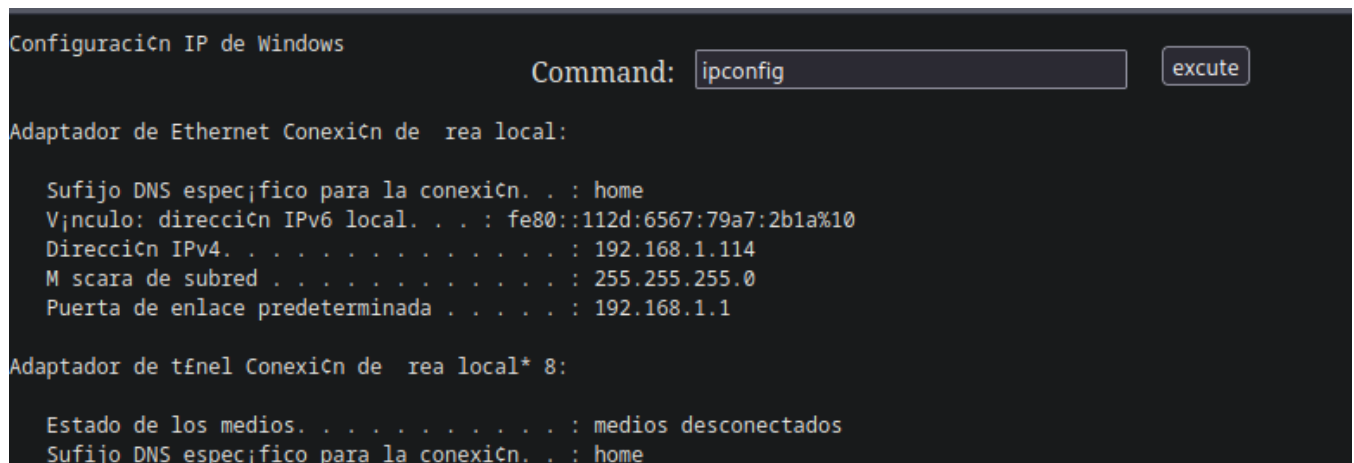 Configuraci¢n IP de Windows
Command: ipconfig excute
Adaptador de Ethernet Conexi¢n de  rea local:
Sufijo DNS espec¡fico para la conexi¢n. . : home
V¡nculo: direcci¢n IPv6 local. . . : fe80::112d:6567:79a7:2b1a%10
Direcci¢n IPv4. . . . . . . . . . . . . . : 192.168.1.114
M scara de subred . . . . . . . . . . . . : 255.255.255.0
Puerta de enlace predeterminada . . . . . : 192.168.1.1
Adaptador de t£nel Conexi¢n de  rea local* 8:
Estado de los medios. . . . . . . . . . . : medios desconectados
Sufijo DNS espec¡fico para la conexi¢n. . : home